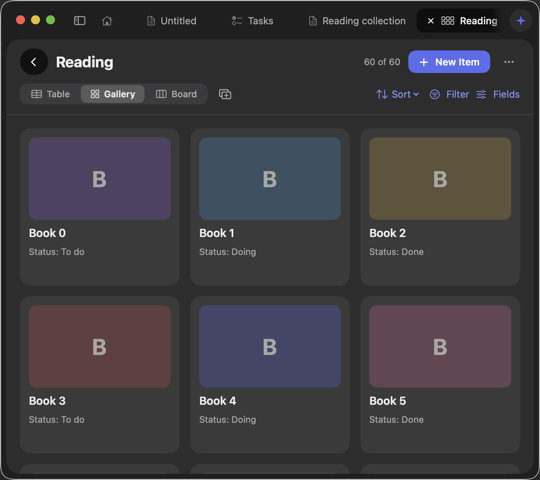 Untitled
Tasks
Reading collection
Reading
Reading
60 of 60
New Item
Table
Gallery
Board
Sort
Filter
Fields
B
B
B
Book 0
Book 1
Book 2
Status: To do
Status: Doing
Status: Done
B
B
B
Book 3
Book 4
Book 5
Status: To do
Status: Doing
Status: Done